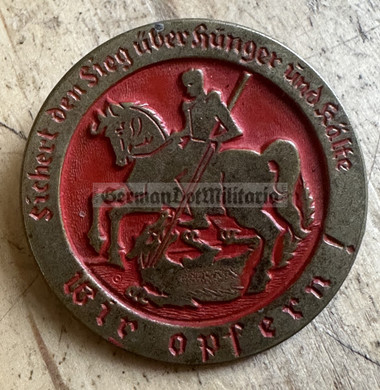 Sichert den Sieg über Hunger und Kälte
Wir opfern!
GermanDotMilitaria